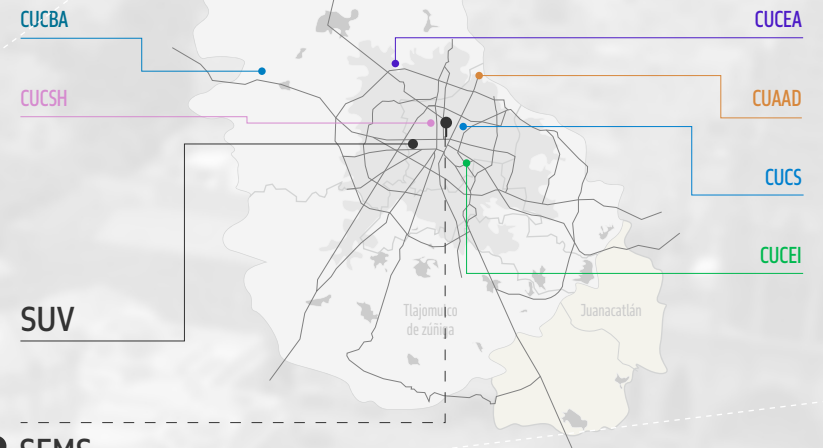 CUCBA
CUCEA
CUCSH
CUAAD
CUCS
CUCEI
SUV
Tlajomulco
de zúñiga
Juanacatlán
SEMS